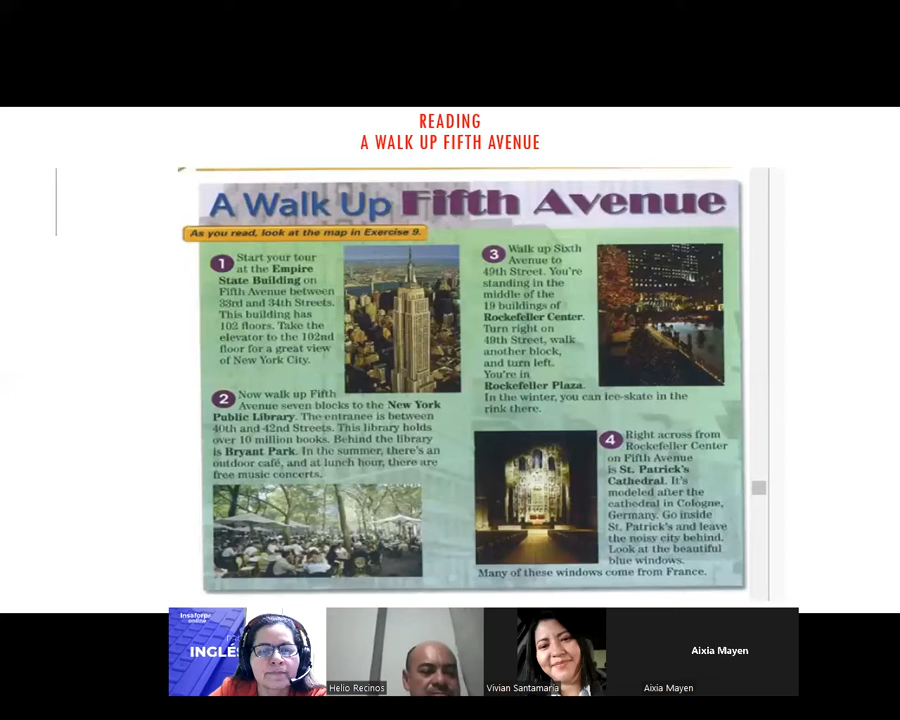 READING
A WALK UP FIFTH AVENUE
A Walk Up Fifth Avenue
As you read, look at the map in Exercise 9.
1 Start your tour
at the Empire
State Building on
Fifth Avenue between
33rd and 34th Streets.
This building has
102 floors. Take the
elevator to the 102nd
floor for a great view
of New York City.
2 Now walk up Fifth
Avenue seven blocks to the New York
Public Library. The entrance is between
40th and 42nd Streets. This library holds
over 10 million books. Behind the library
is Bryant Park. In the summer, there's an
outdoor café, and at lunch hour, there are
free music concerts.
3 Walk up Sixth
Avenue to
49th Street. You're
standing in the
middle of the
19 buildings of
Rockefeller Center.
Turn right on
49th Street, walk
another block,
and turn left.
You're in
Rockefeller Plaza.
In the winter, you can ice-skate in the
rink there.
4 Right across from
Rockefeller Center
on Fifth Avenue
is St. Patrick's
Cathedral. It's
modeled after the
cathedral in Cologne,
Germany. Go inside
St. Patrick's and leave
the noisy city behind.
Look at the beautiful
blue windows.
Many of these windows come from France.
Insaforp
online
INGLÉS
Helio Recinos
Vivian Santamaría
Aixia Mayen
Aixia Mayen